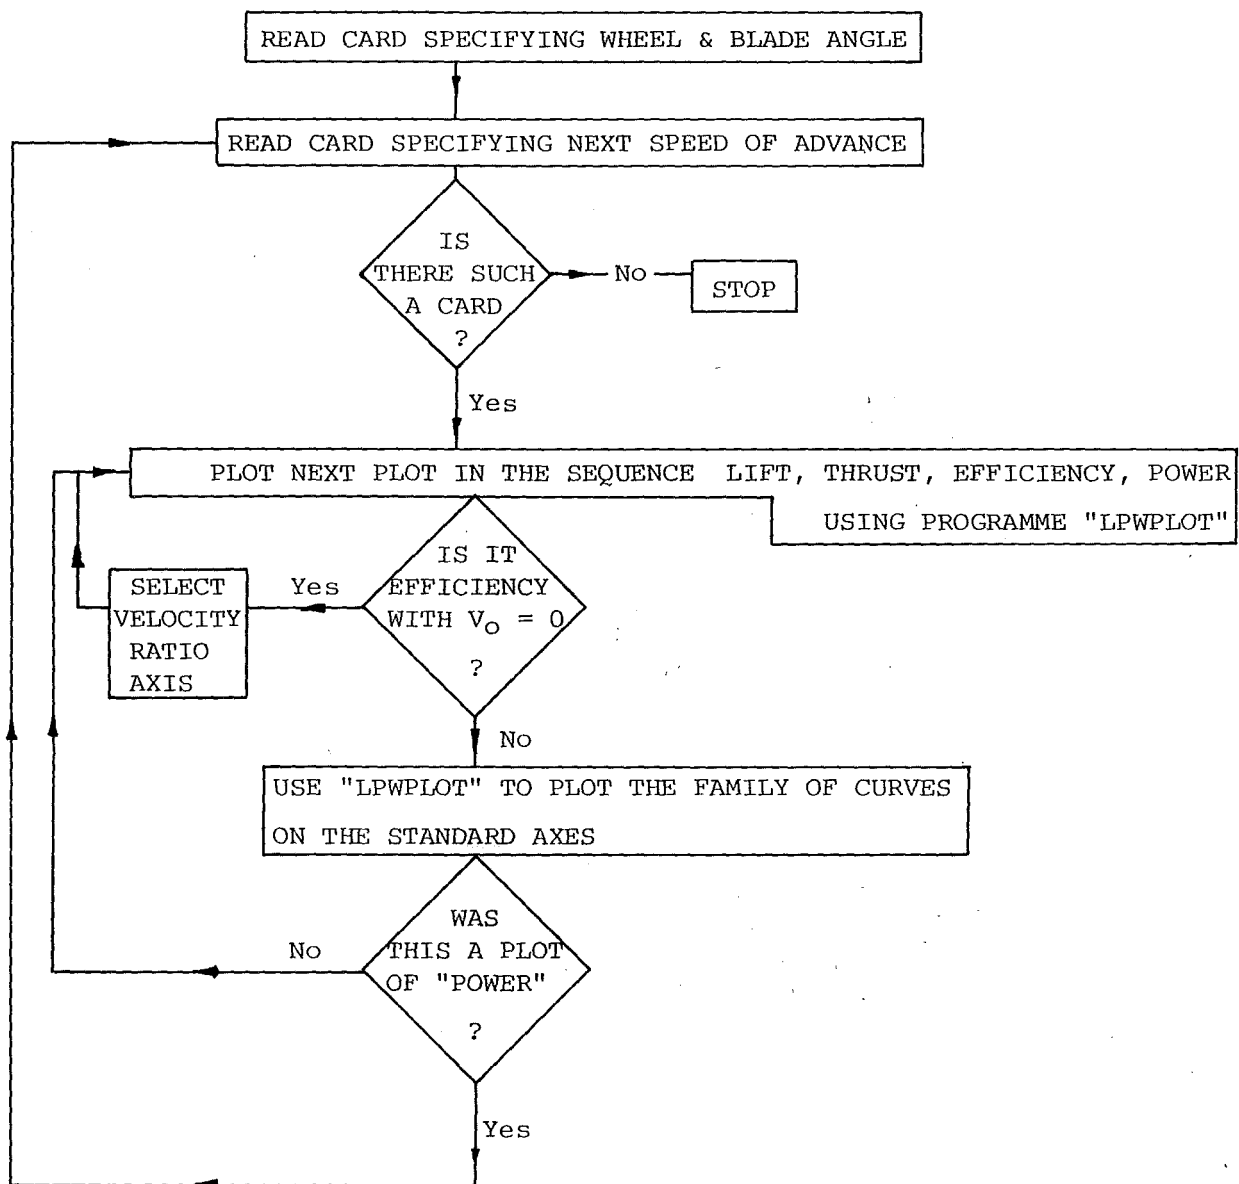 READ CARD SPECIFYING WHEEL & BLADE ANGLE
READ CARD SPECIFYING NEXT SPEED OF ADVANCE
IS
THERE SUCH
A CARD
?
No
STOP
Yes
PLOT NEXT PLOT IN THE SEQUENCE LIFT, THRUST, EFFICIENCY, POWER
USING PROGRAMME "LPWPLOT"
IS IT
EFFICIENCY
WITH Vo = 0
?
Yes
SELECT
VELOCITY
RATIO
AXIS
No
USE "LPWPLOT" TO PLOT THE FAMILY OF CURVES
ON THE STANDARD AXES
WAS
THIS A PLOT
OF "POWER"
?
No
Yes